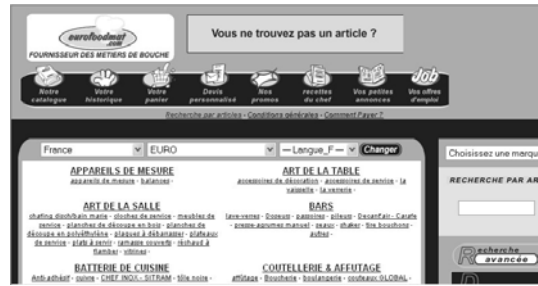 eurofoodmat
.com
FOURNISSEUR DES METIERS DE BOUCHE
Vous ne trouvez pas un article ?
Notre catalogue
Votre historique
Votre panier
Devis personnalisé
Nos promos
recettes du chef
Vos petites annonces
Job
Vos offres d'emploi
Recherche par articles - Conditions générales - Comment Payer ?
France
EURO
—Langue_F—
Changer
Choisissez une marqu
RECHERCHE PAR AR
Recherche
avancée
APPAREILS DE MESURE
appareils de mesure - balances -
ART DE LA TABLE
accessoires de décoration - accessoires de service - la
vaisselle - la verrerie -
ART DE LA SALLE
chafing dish/bain marie - cloches de service - meubles de
service - planches de découpe en bois - planches de
découpe en polyéthylène - plaques à débarrasser - plateaux
de service - plats à servir - ramasse couverts - réchaud à
flamber - vitrines -
BARS
lave-verres - Doseurs - passoires - pileurs - Decant'air - Carafe
- presse-agrumes manuel - seaux - shaker - tire bouchons -
autres -
BATTERIE DE CUISINE
Anti-adhésif - cuivre - CHEF INOX - SITRAM - tôle noire -
COUTELLERIE & AFFUTAGE
affûtage - Boucherie - boulangerie - couteaux GLOBAL -